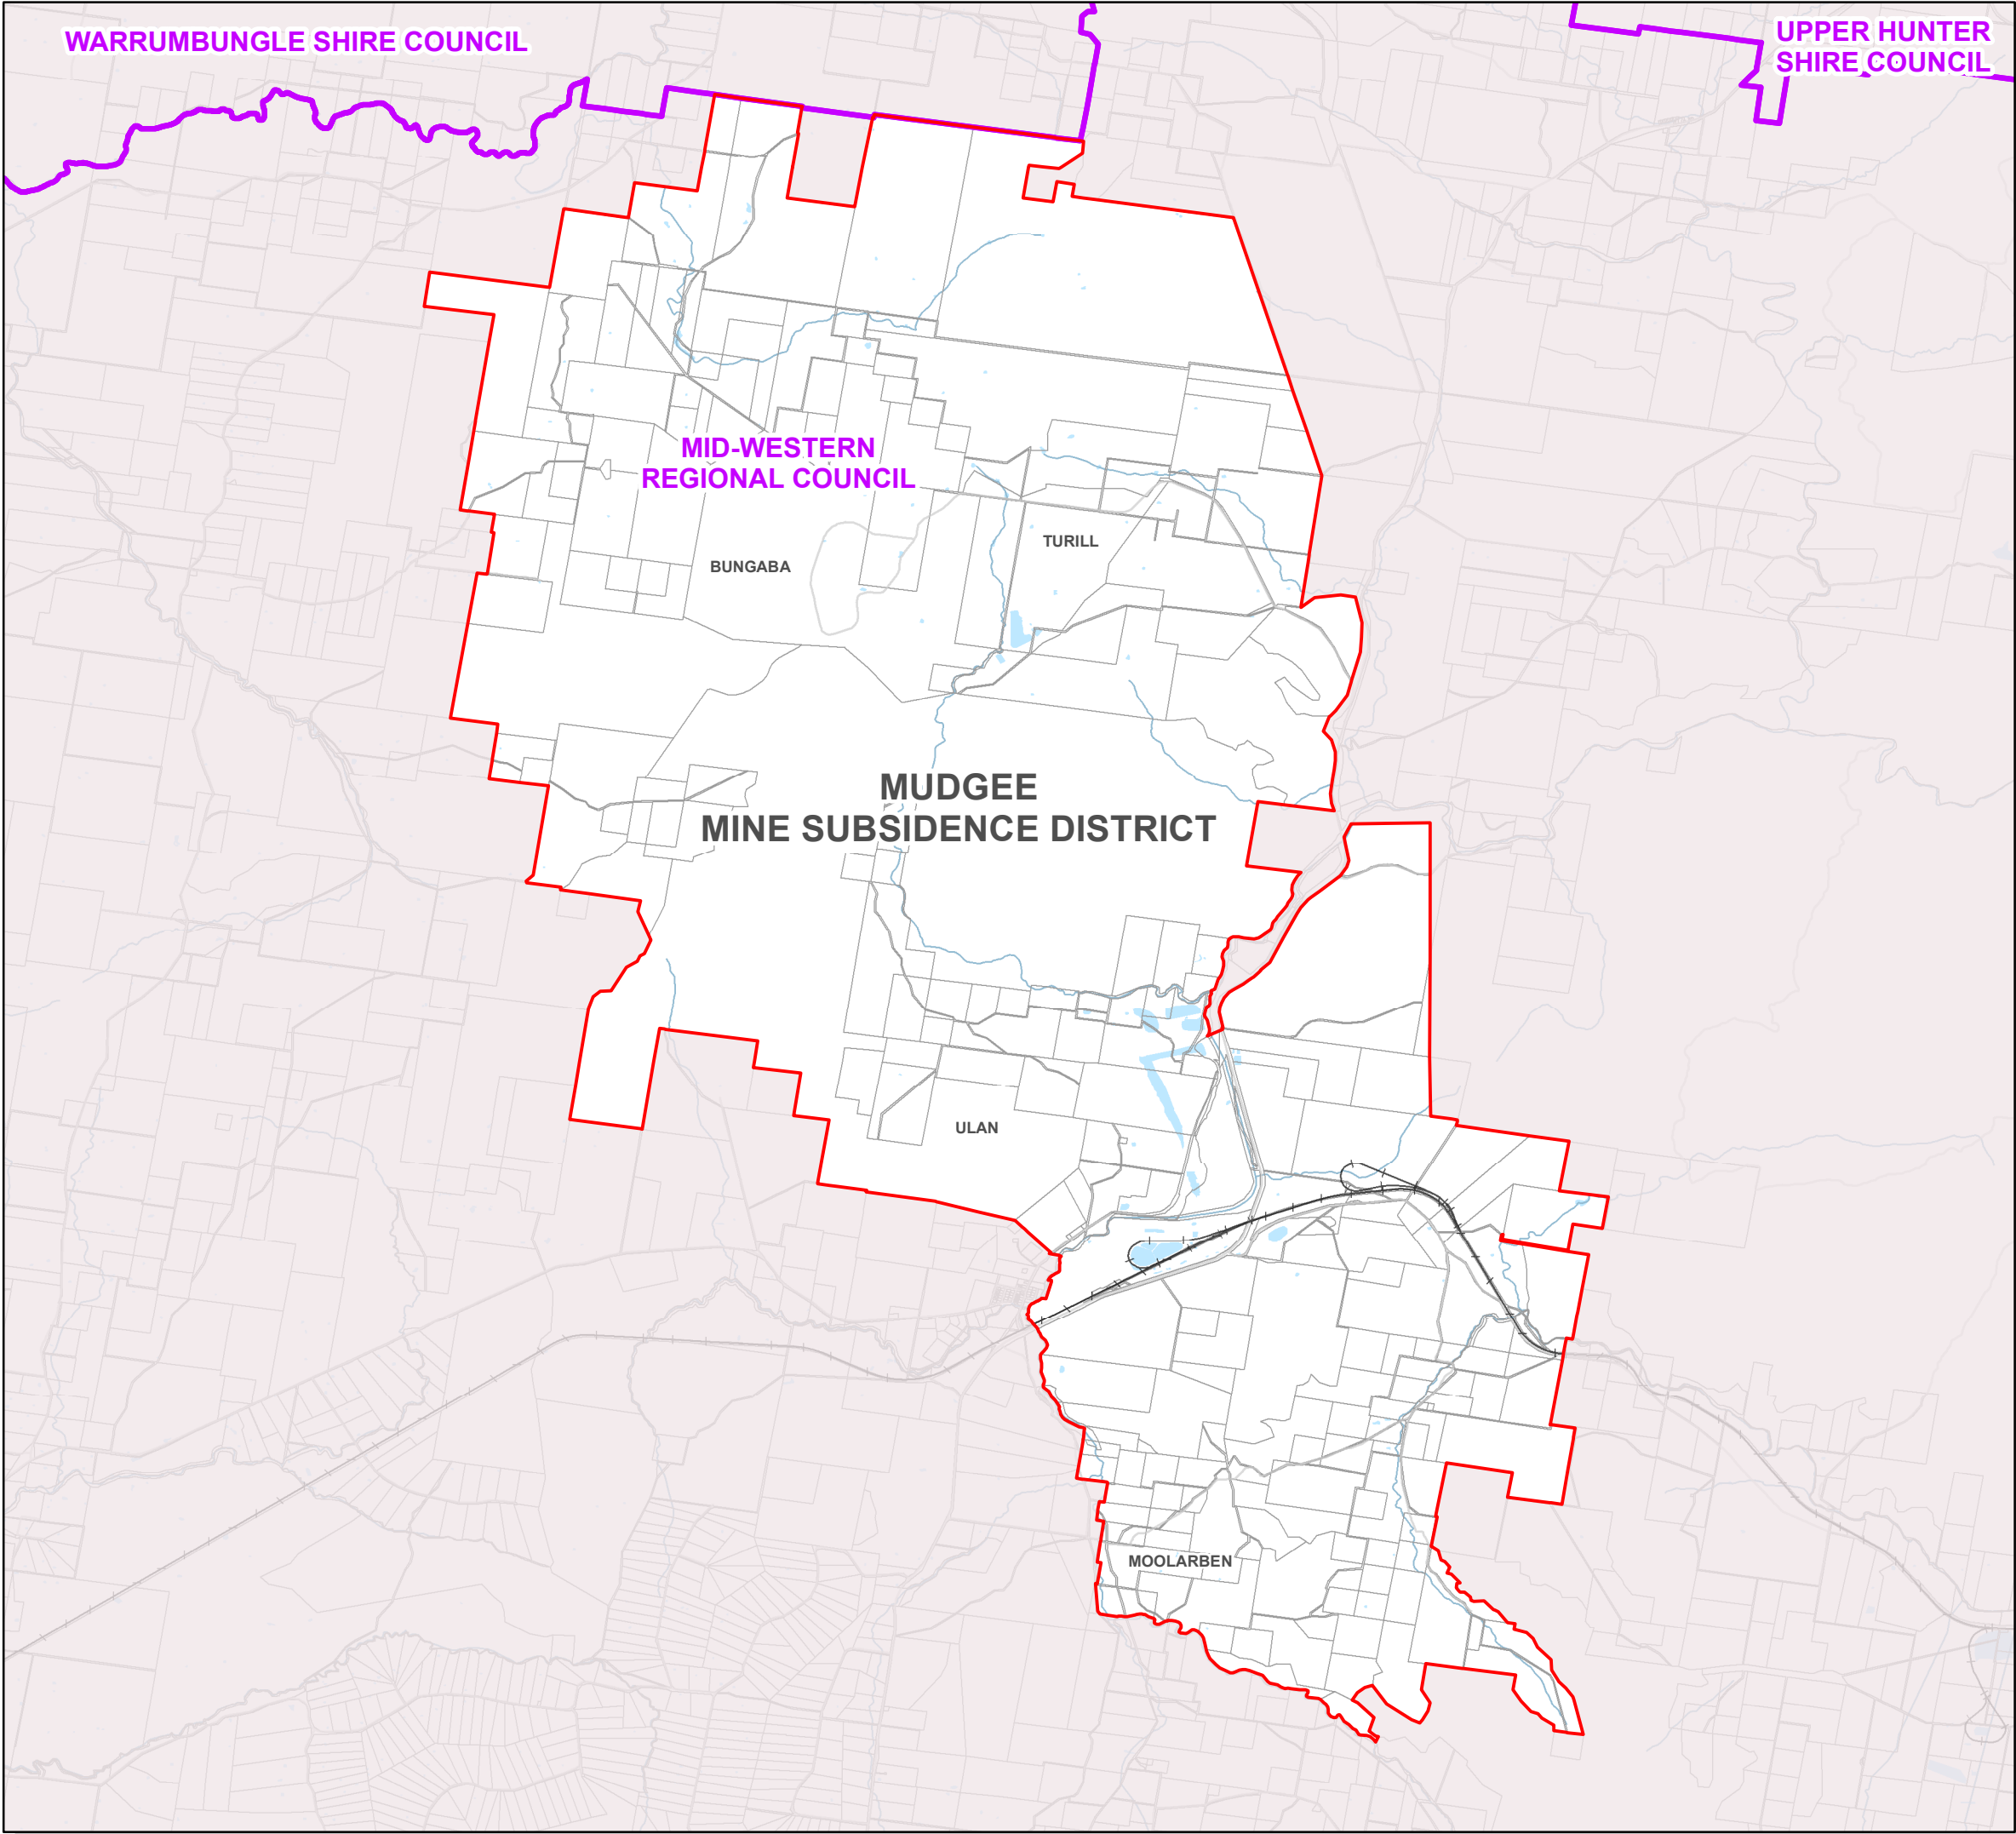 WARRUMBUNGLE SHIRE COUNCIL
UPPER HUNTER
SHIRE COUNCIL
MID-WESTERN
REGIONAL COUNCIL
TURILL
BUNGABA
MUDGEE
MINE SUBSIDENCE DISTRICT
ULAN
MOOLARBEN